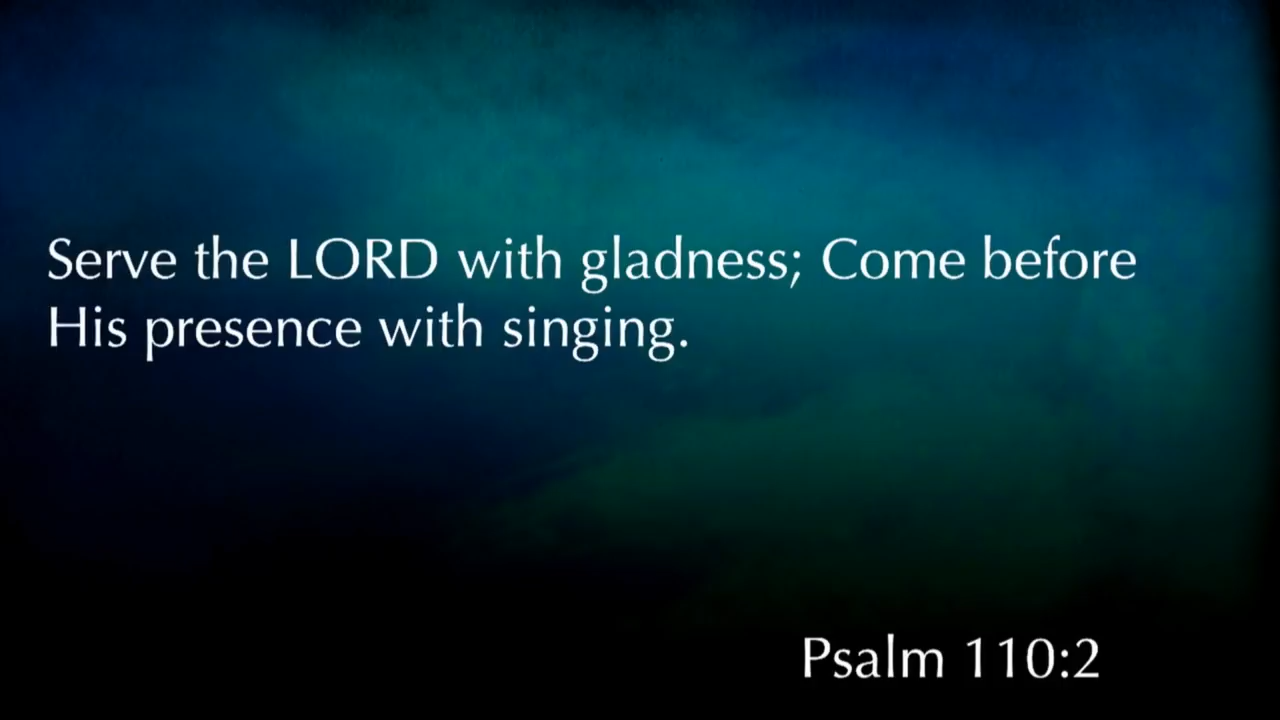 Serve the LORD with gladness; Come before
His presence with singing.
Psalm 110:2